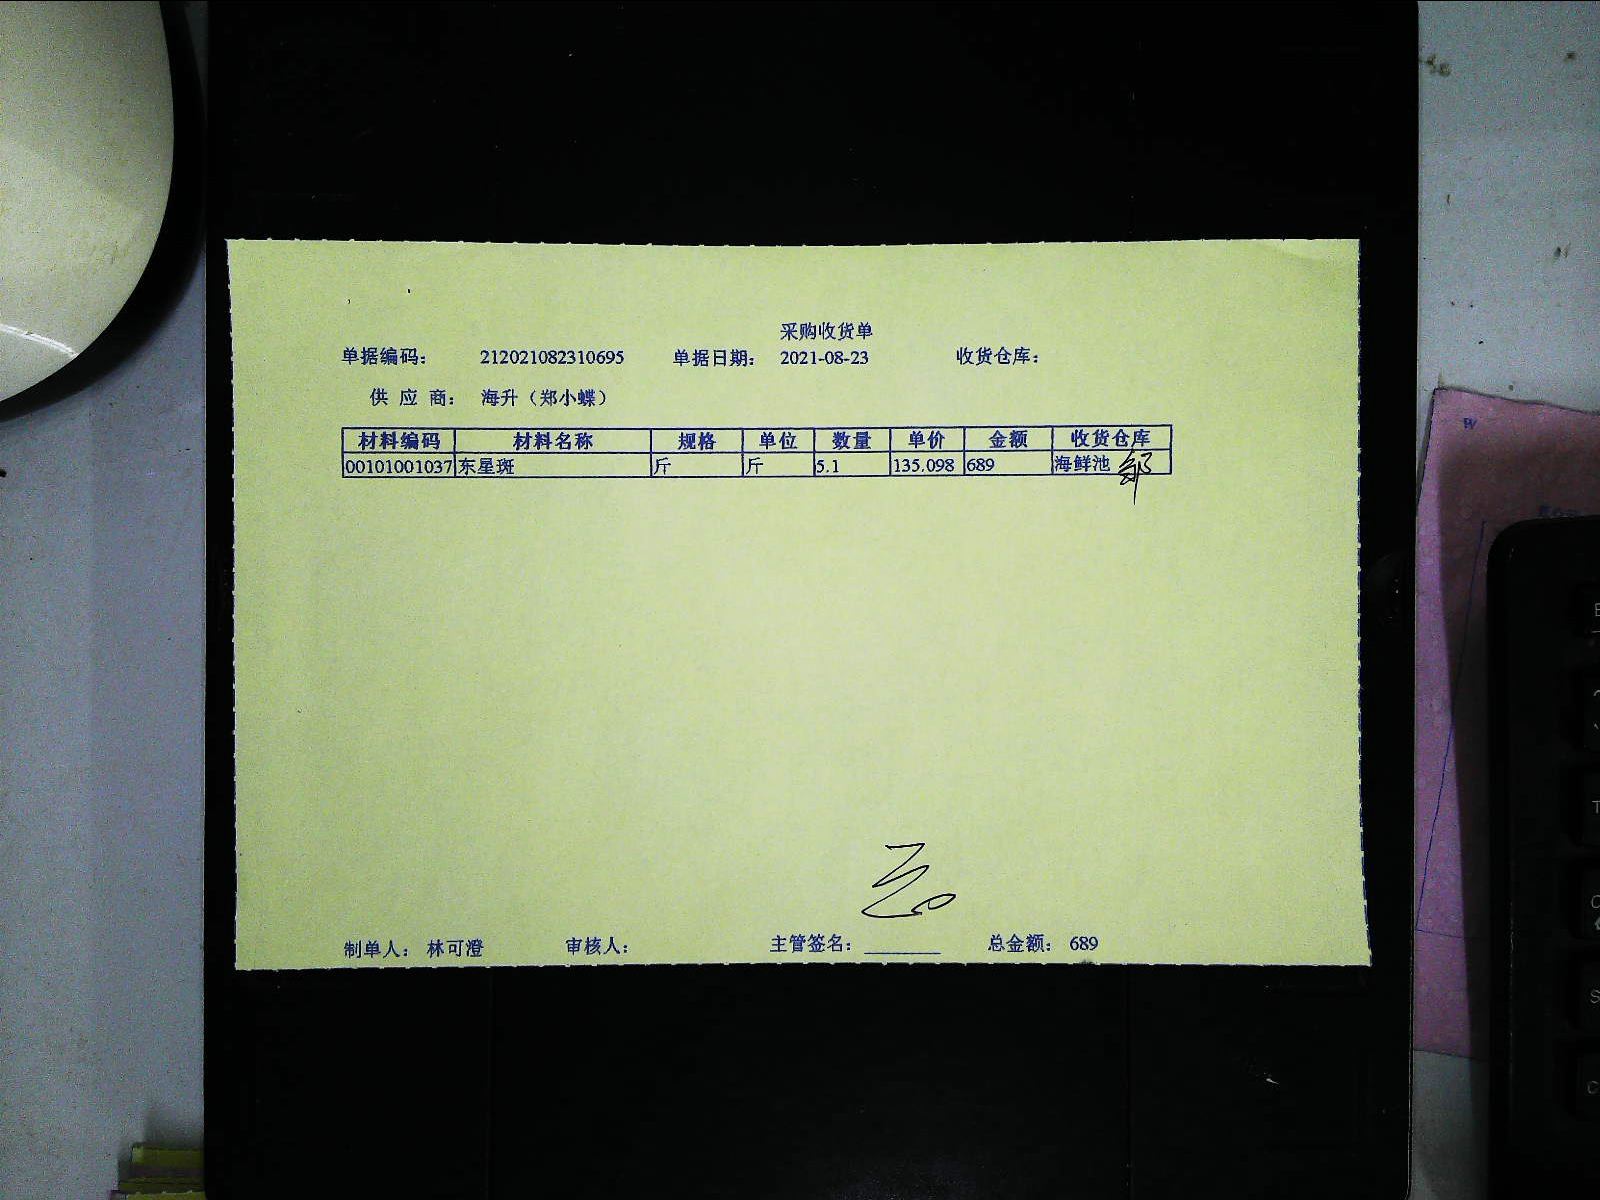 采购收货单
单据编码： 212021082310695 单据日期： 2021-08-23 收货仓库：
供 应 商： 海升（郑小蝶）
材料编码 材料名称 规格 单位 数量 单价 金额 收货仓库
00101001037 东星斑 斤 斤 5.1 135.098 689 海鲜池
制单人： 林可澄 审核人： 主管签名： 总金额： 689